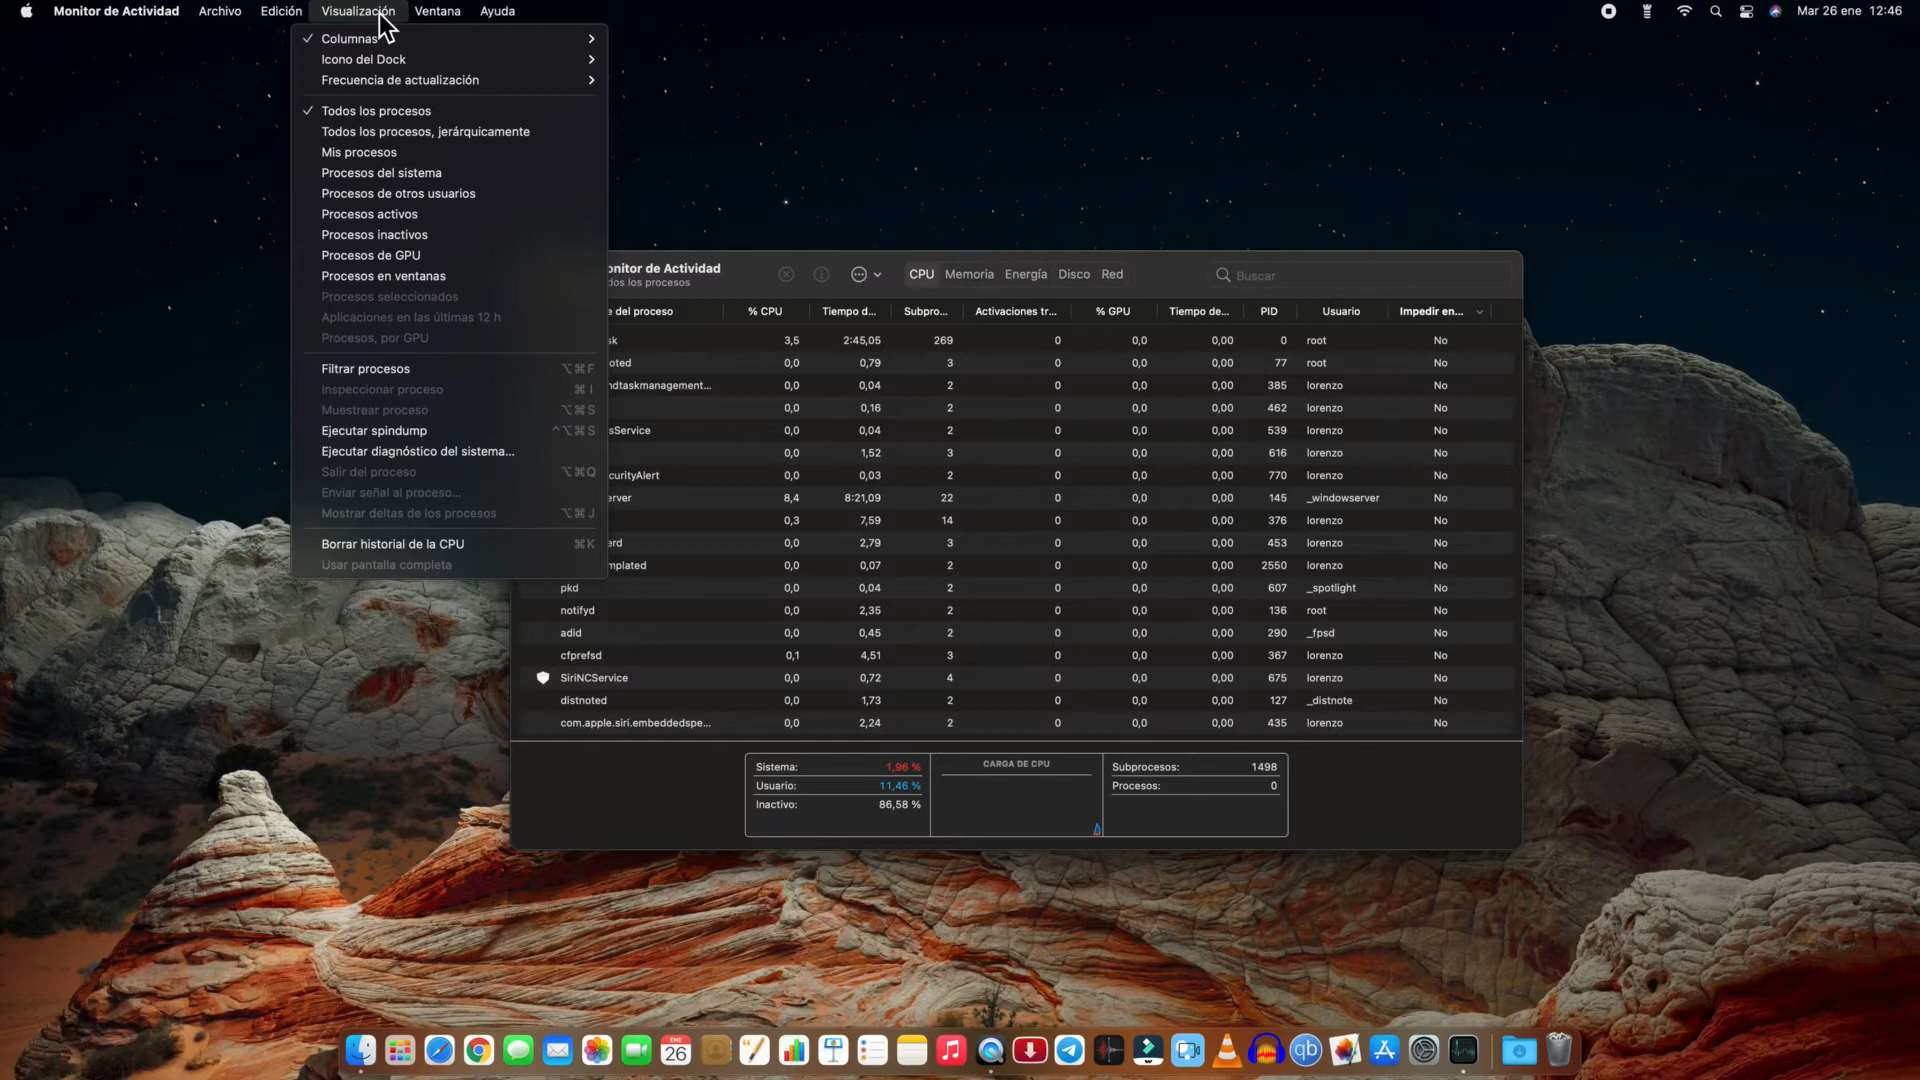 Monitor de Actividad Archivo Edición Visualización Ventana Ayuda Mar 26 ene 12:46
Columnas
Icono del Dock
Frecuencia de actualización
Todos los procesos
Todos los procesos, jerárquicamente
Mis procesos
Procesos del sistema
Procesos de otros usuarios
Procesos activos
Procesos inactivos
Procesos de GPU
Procesos en ventanas
Procesos seleccionados
Aplicaciones en las últimas 12 h
Procesos, por GPU
Filtrar procesos ⌥⌘F
Inspeccionar proceso ⌘I
Muestrear proceso ⌥⌘S
Ejecutar spindump ^⌥⌘S
Ejecutar diagnóstico del sistema...
Salir del proceso ⌥⌘Q
Enviar señal al proceso...
Mostrar deltas de los procesos ⌥⌘J
Borrar historial de la CPU ⌘K
Usar pantalla completa
onitor de Actividad
dos los procesos
CPU Memoria Energía Disco Red Buscar
e del proceso % CPU Tiempo d... Subpro... Activaciones tr... % GPU Tiempo de... PID Usuario Impedir en...
sk 3,5 2:45,05 269 0 0,0 0,00 0 root No
oted 0,0 0,79 3 0 0,0 0,00 77 root No
ndtaskmanagement... 0,0 0,04 2 0 0,0 0,00 385 lorenzo No
0,0 0,16 2 0 0,0 0,00 462 lorenzo No
sService 0,0 0,04 2 0 0,0 0,00 539 lorenzo No
0,0 1,52 3 0 0,0 0,00 616 lorenzo No
curityAlert 0,0 0,03 2 0 0,0 0,00 770 lorenzo No
erver 8,4 8:21,09 22 0 0,0 0,00 145 _windowserver No
0,3 7,59 14 0 0,0 0,00 376 lorenzo No
erd 0,0 2,79 3 0 0,0 0,00 453 lorenzo No
mplated 0,0 0,07 2 0 0,0 0,00 2550 lorenzo No
pkd 0,0 0,04 2 0 0,0 0,00 607 _spotlight No
notifyd 0,0 2,35 2 0 0,0 0,00 136 root No
adid 0,0 0,45 2 0 0,0 0,00 290 _fpsd No
cfprefsd 0,1 4,51 3 0 0,0 0,00 367 lorenzo No
SiriNCService 0,0 0,72 4 0 0,0 0,00 675 lorenzo No
distnoted 0,0 1,73 2 0 0,0 0,00 127 _distnote No
com.apple.siri.embeddedspe... 0,0 2,24 2 0 0,0 0,00 435 lorenzo No
Sistema: 1,96 %
Usuario: 11,46 %
Inactivo: 86,58 %
CARGA DE CPU
Subprocesos: 1498
Procesos: 0
ENE
26
qb